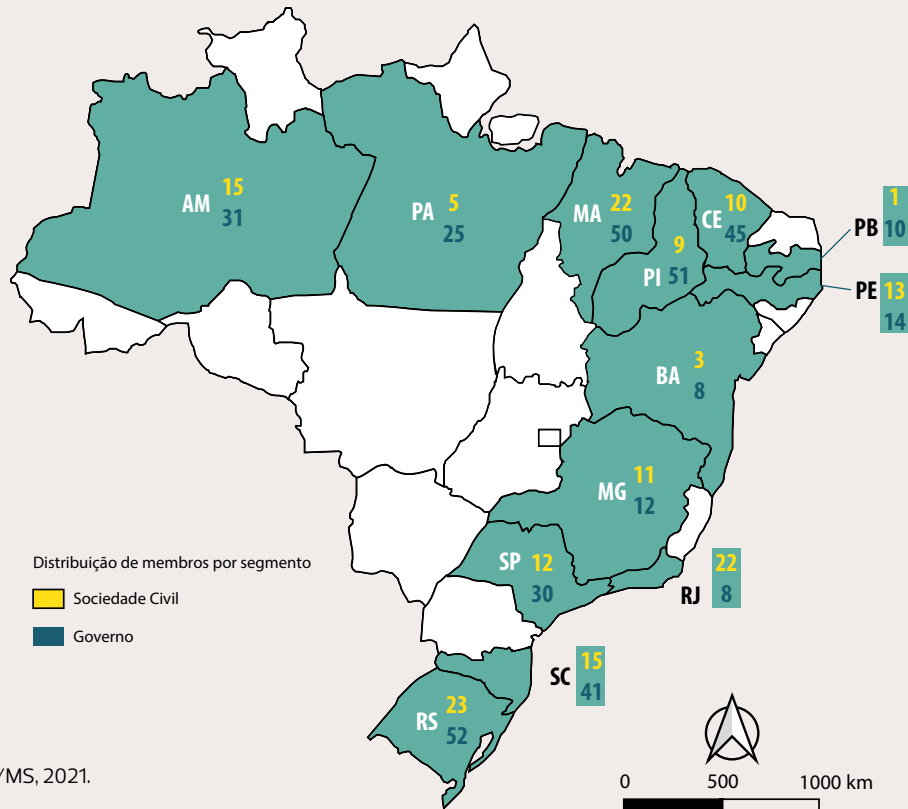 AM 15
31
PA 5
25
MA 22
50
CE 10
45
PI 9
51
PB 1
10
PE 13
14
BA 3
8
MG 11
12
SP 12
30
RJ 22
8
SC 15
41
RS 23
52
Distribuição de membros por segmento
Sociedade Civil
Governo
/MS, 2021.
0 500 1000 km